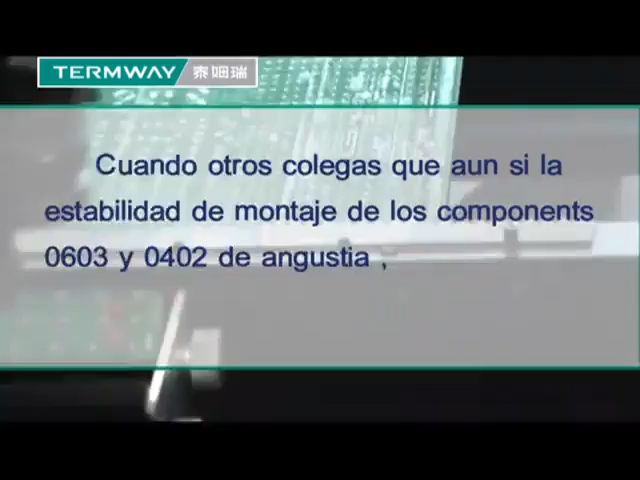 TERMWAY 泰姆瑞
Cuando otros colegas que aun si la
estabilidad de montaje de los components
0603 y 0402 de angustia ,